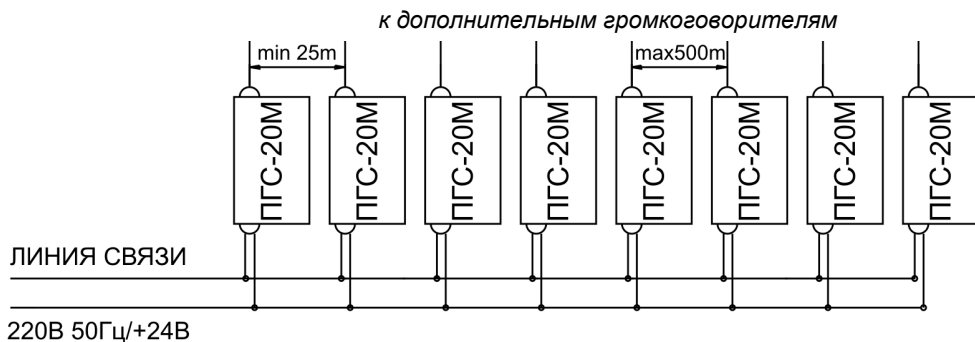 к дополнительным громкоговорителям
min 25m
max500m
ПГС-20М
ПГС-20М
ПГС-20М
ПГС-20М
ПГС-20М
ПГС-20М
ПГС-20М
ПГС-20М
ЛИНИЯ СВЯЗИ
220В 50Гц/+24В